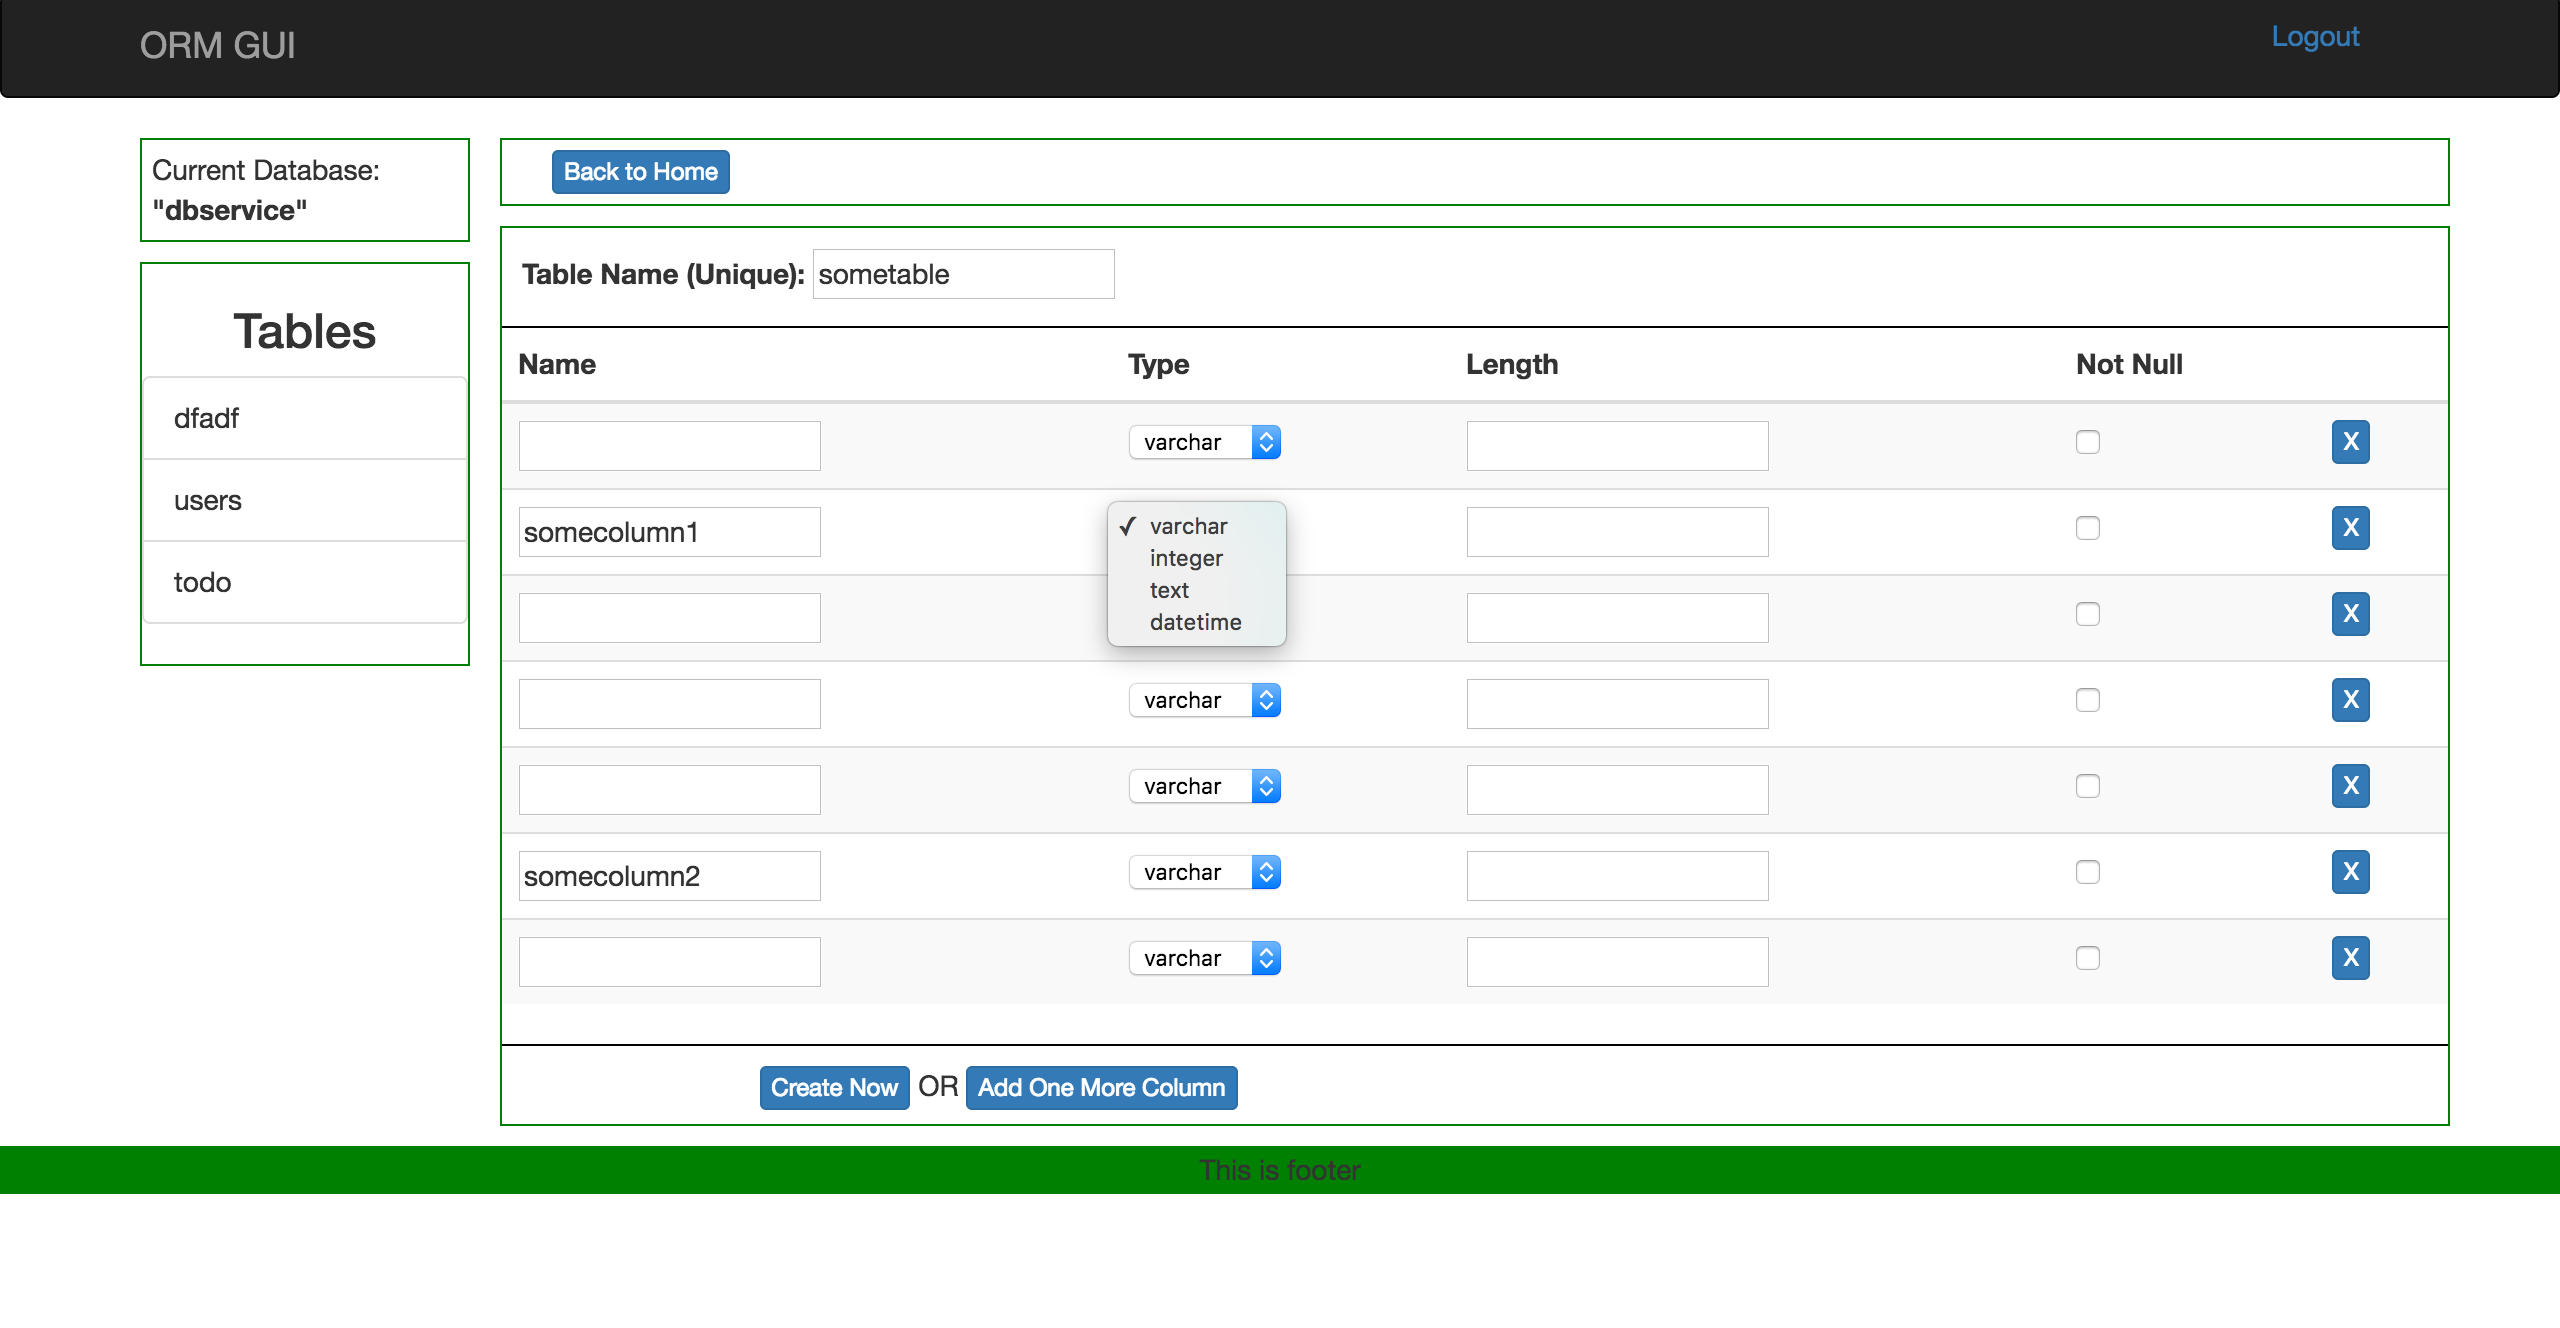 ORM GUI
Logout
Current Database:
"dbservice"
Back to Home
Tables
dfadf
users
todo
Table Name (Unique): sometable
Name Type Length Not Null
varchar X
somecolumn1 X
✓ varchar
integer
text
datetime
X
varchar X
varchar X
somecolumn2 varchar X
varchar X
Create Now OR Add One More Column
This is footer